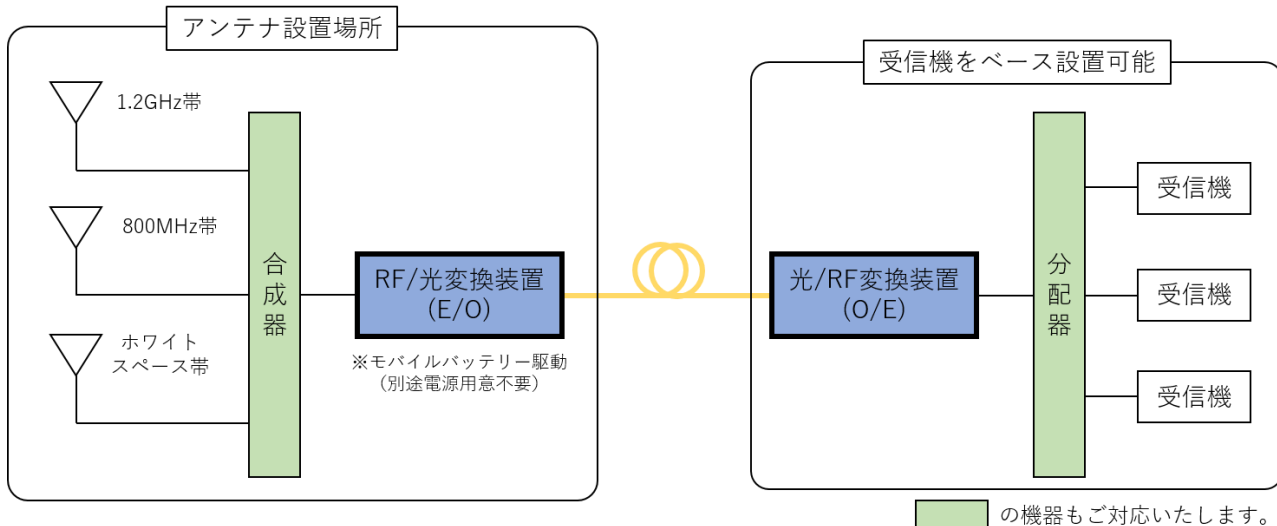 アンテナ設置場所
1.2GHz帯
800MHz帯
ホワイト
スペース帯
合成器
RF/光変換装置
(E/O)
※モバイルバッテリー駆動
(別途電源用意不要)
受信機をベース設置可能
光/RF変換装置
(O/E)
分配器
受信機
受信機
受信機
の機器もご対応いたします。